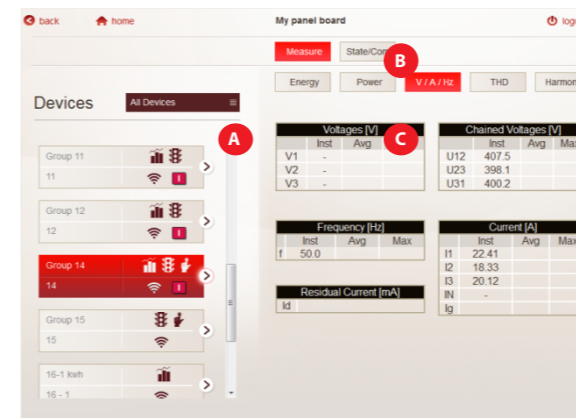 back home My panel board log
Measure State/Com
B
Energy Power V / A / Hz THD Harmon
Devices All Devices
A
Voltages [V] C Chained Voltages [V]
Inst Avg Inst Avg Max
V1 - U12 407.5
V2 - U23 398.1
V3 - U31 400.2
Group 11
11 I
Group 12
12 I
Frequency [Hz] Current [A]
Inst Avg Max Inst Avg Max
f 50.0 I1 22.41
I2 18.33
I3 20.12
IN -
Ig
Group 14
14 I
Residual Current [mA]
Id
Group 15
15
16-1 kwh
16 - 1